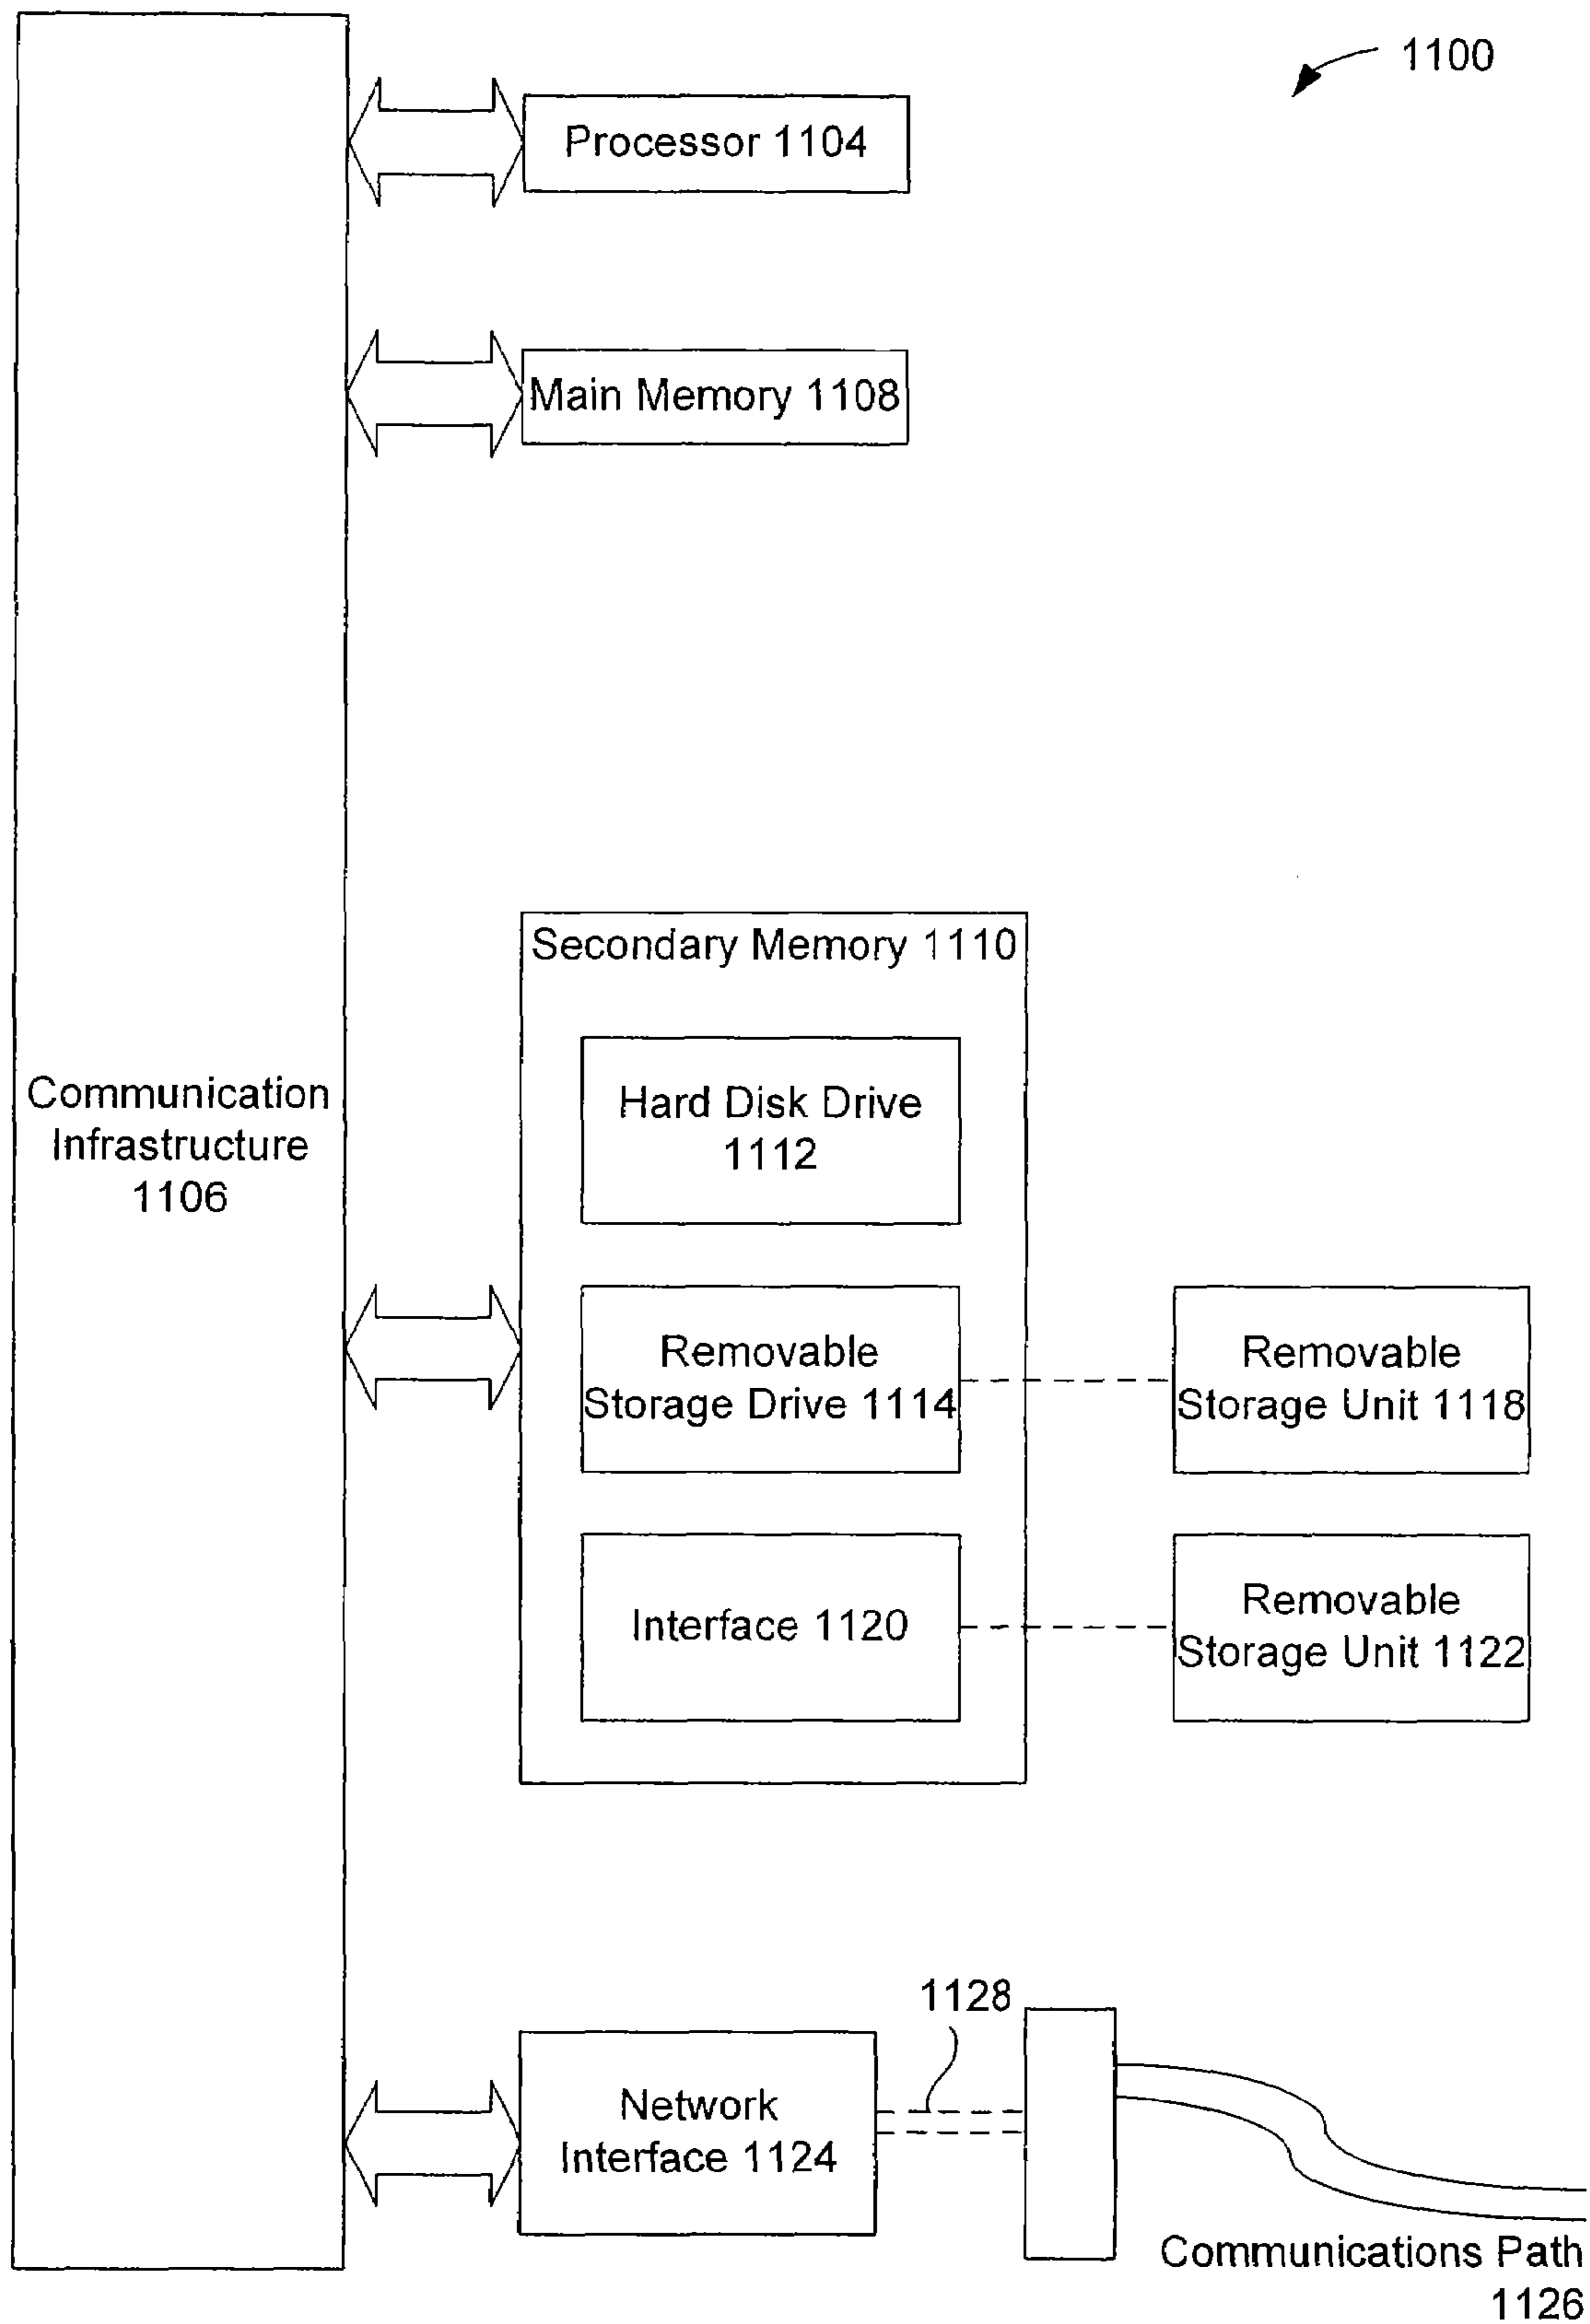 1100
Processor 1104
Main Memory 1108
Secondary Memory 1110
Hard Disk Drive
1112
Communication
Infrastructure
1106
Removable
Storage Drive 1114
Removable
Storage Unit 1118
Interface 1120
Removable
Storage Unit 1122
1128
Network
Interface 1124
Communications Path
1126